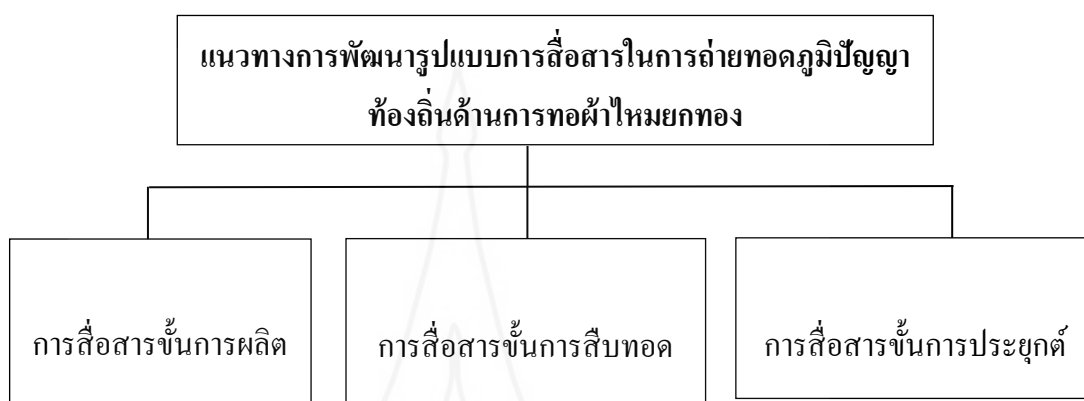 แนวทางการพัฒนารูปแบบการสื่อสารในการถ่ายทอดภูมิปัญญา
ท้องถิ่นด้านการทอผ้าไหมยกทอง
การสื่อสารขั้นการผลิต
การสื่อสารขั้นการสืบทอด
การสื่อสารขั้นการประยุกต์